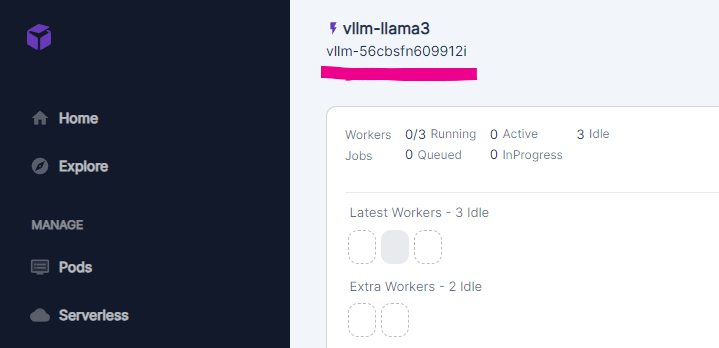 Home
Explore
MANAGE
Pods
Serverless
vllm-llama3
vllm-56cbsfn609912i
Workers 0/3 Running 0 Active 3 Idle
Jobs 0 Queued 0 InProgress
Latest Workers - 3 Idle
Extra Workers - 2 Idle